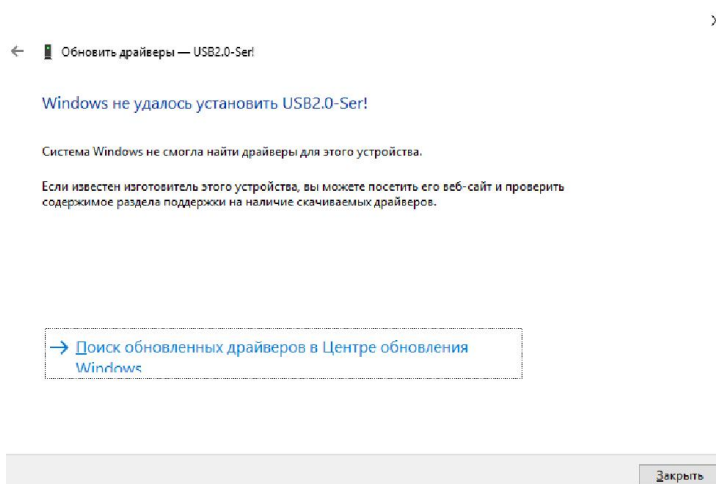 Обновить драйверы — USB2.0-Ser!
Windows не удалось установить USB2.0-Ser!
Система Windows не смогла найти драйверы для этого устройства.
Если известен изготовитель этого устройства, вы можете посетить его веб-сайт и проверить
содержимое раздела поддержки на наличие скачиваемых драйверов.
Поиск обновленных драйверов в Центре обновления
Windows
Закрыть